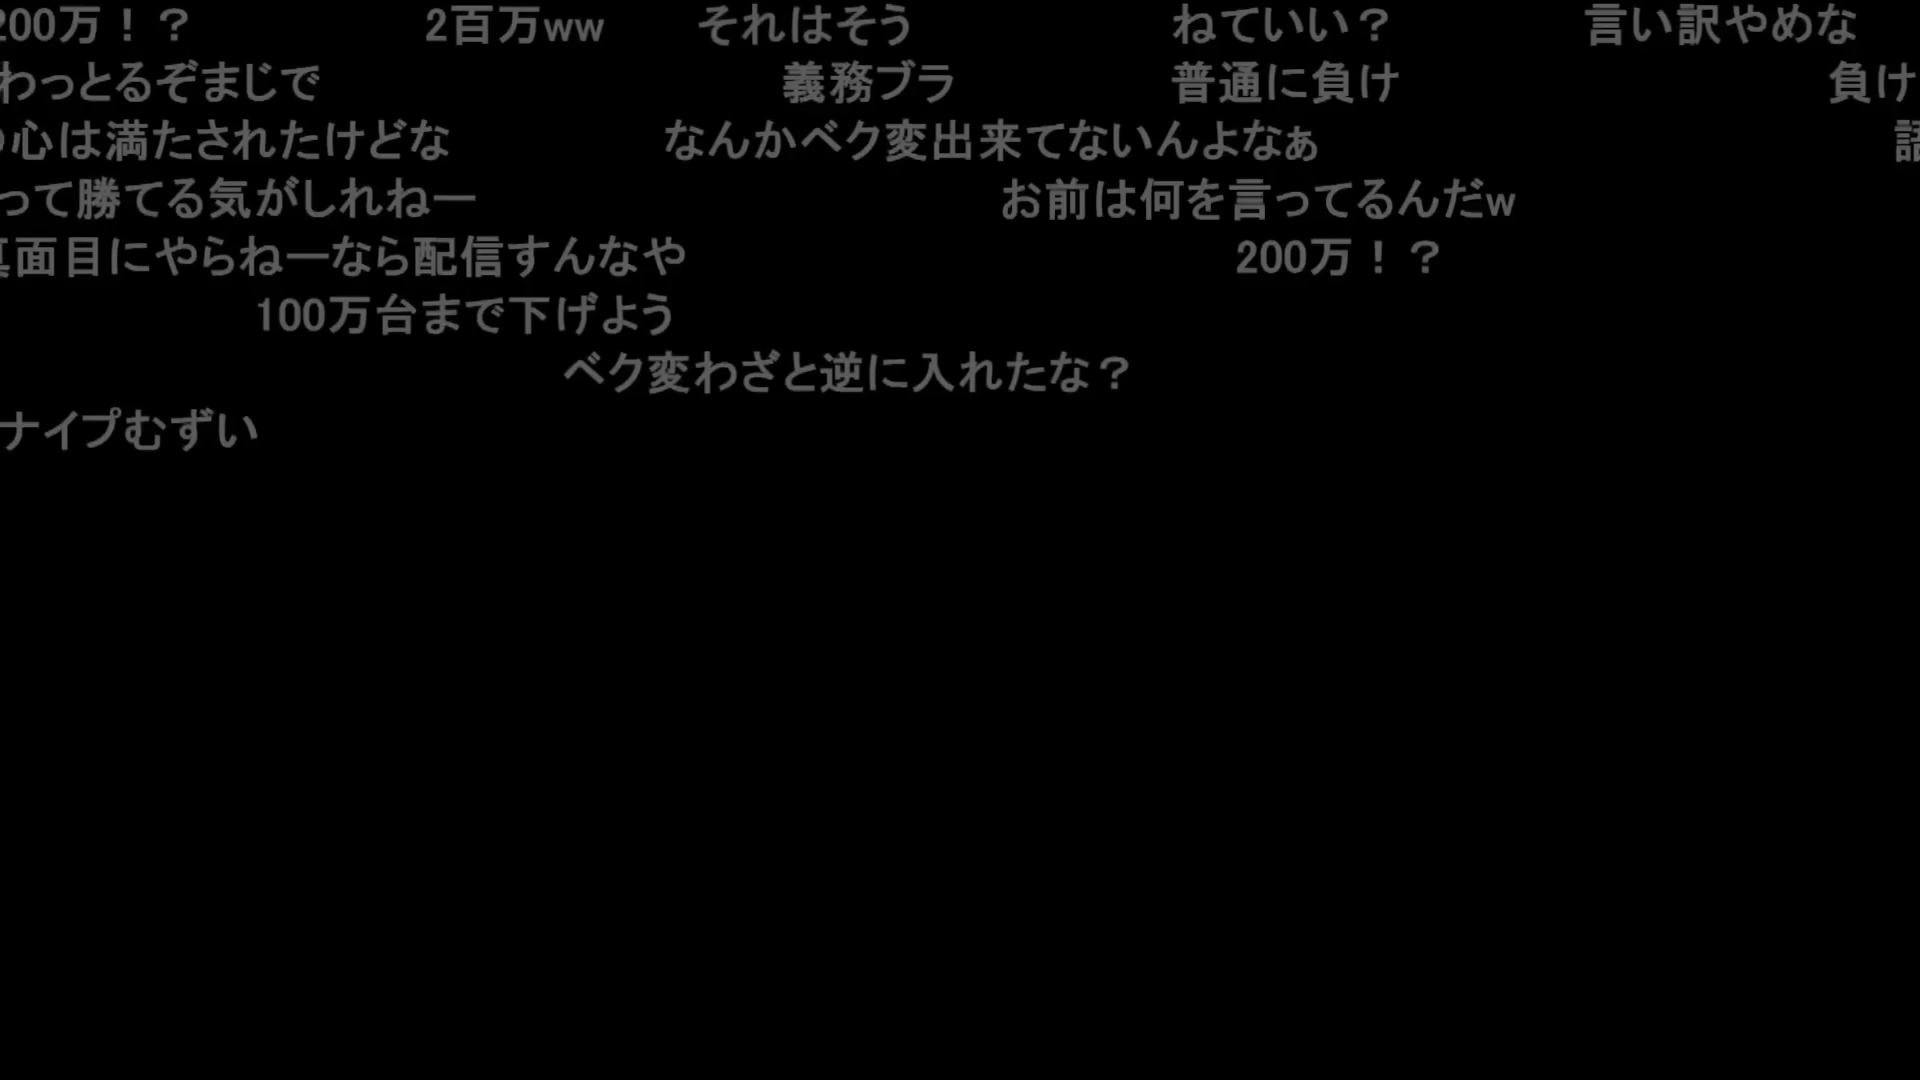 200万！？ 2百万ww それはそう ねていい？ 言い訳やめな
わっとるぞまじで 義務ブラ 普通に負け 負け
心は満たされたけどな なんかベク変出来てないんよなぁ
って勝てる気がしれねー お前は何を言ってるんだw
真面目にやらねーなら配信すんなや 200万！？
100万台まで下げよう
ベク変わざと逆に入れたな？
ナイプむずい